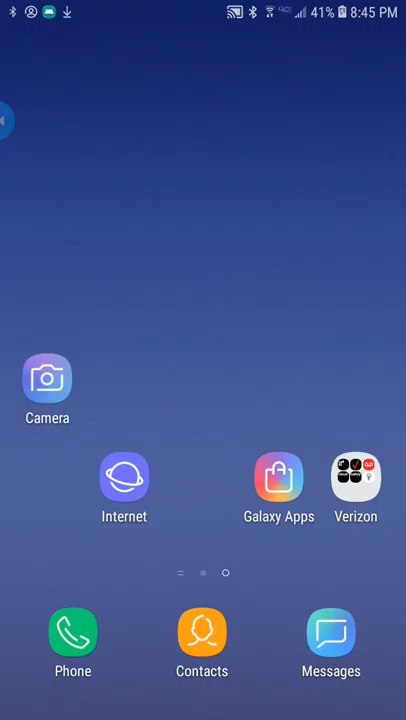 41% 8:45 PM
Camera
Internet
Galaxy Apps
Verizon
Phone
Contacts
Messages